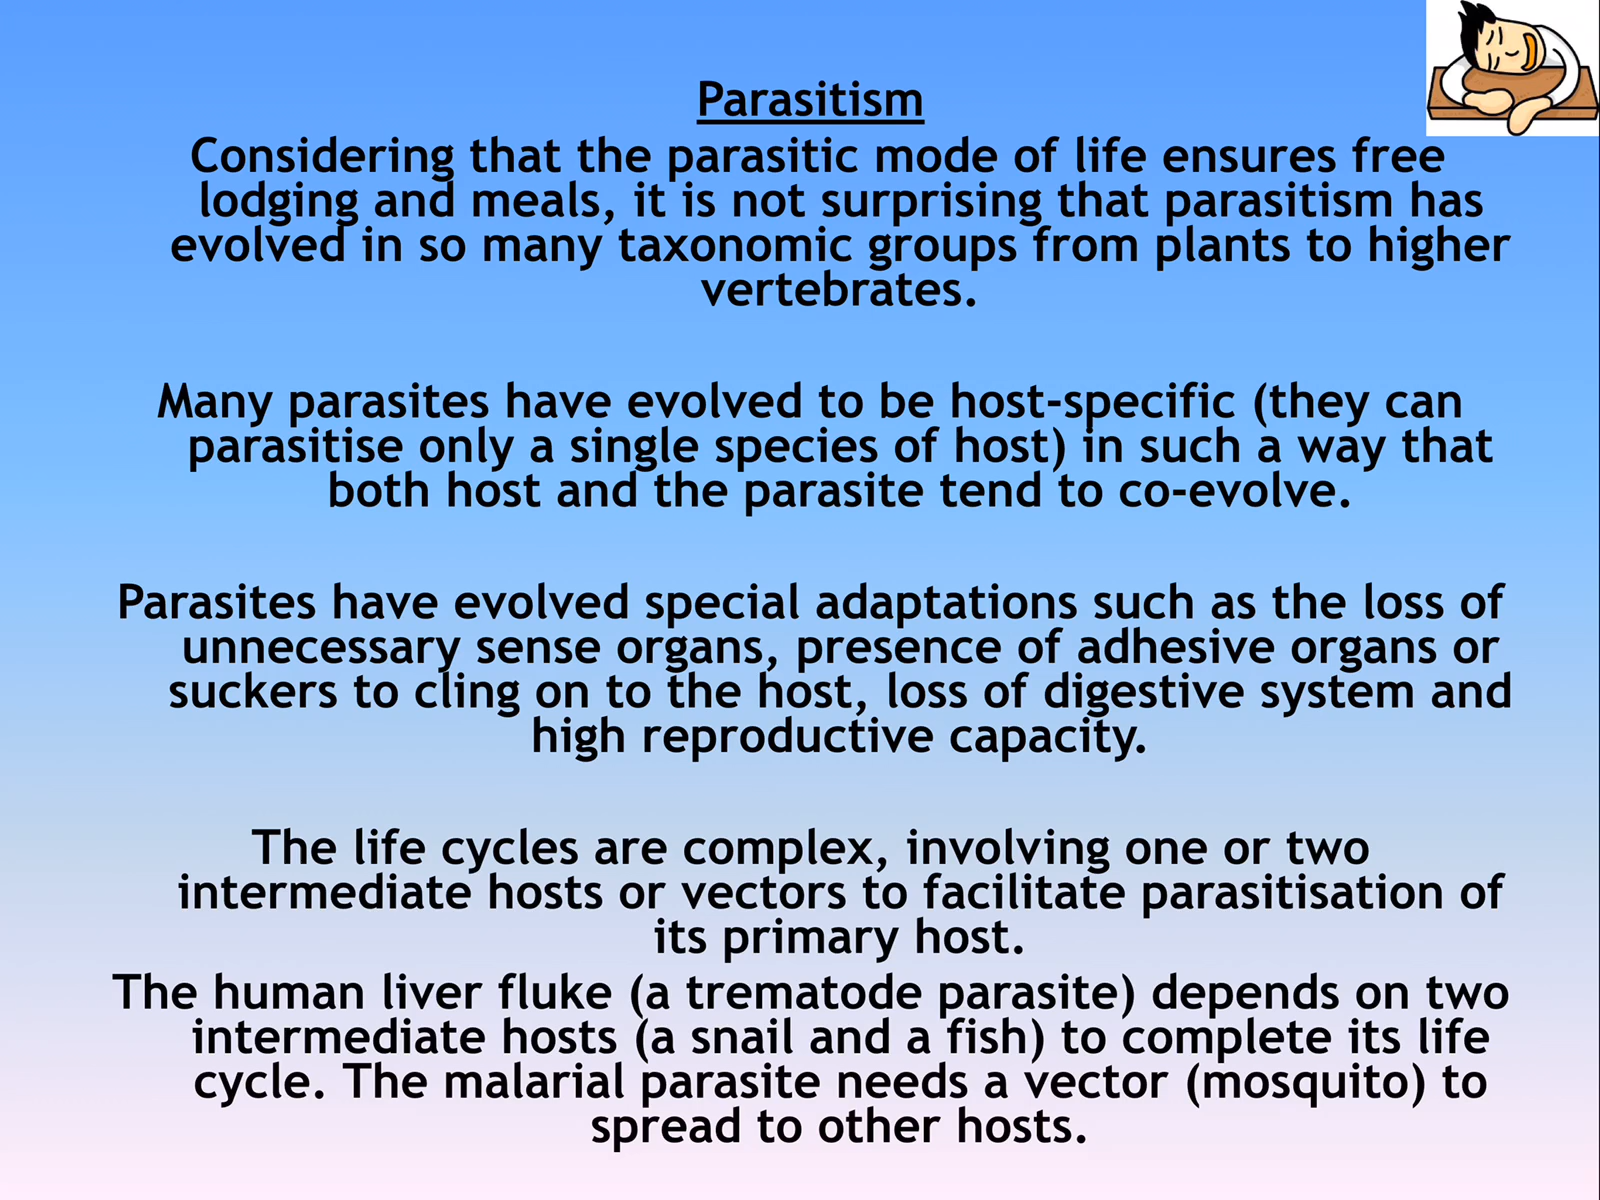 Parasitism
Considering that the parasitic mode of life ensures free
lodging and meals, it is not surprising that parasitism has
evolved in so many taxonomic groups from plants to higher
vertebrates.
Many parasites have evolved to be host-specific (they can
parasitise only a single species of host) in such a way that
both host and the parasite tend to co-evolve.
Parasites have evolved special adaptations such as the loss of
unnecessary sense organs, presence of adhesive organs or
suckers to cling on to the host, loss of digestive system and
high reproductive capacity.
The life cycles are complex, involving one or two
intermediate hosts or vectors to facilitate parasitisation of
its primary host.
The human liver fluke (a trematode parasite) depends on two
intermediate hosts (a snail and a fish) to complete its life
cycle. The malarial parasite needs a vector (mosquito) to
spread to other hosts.